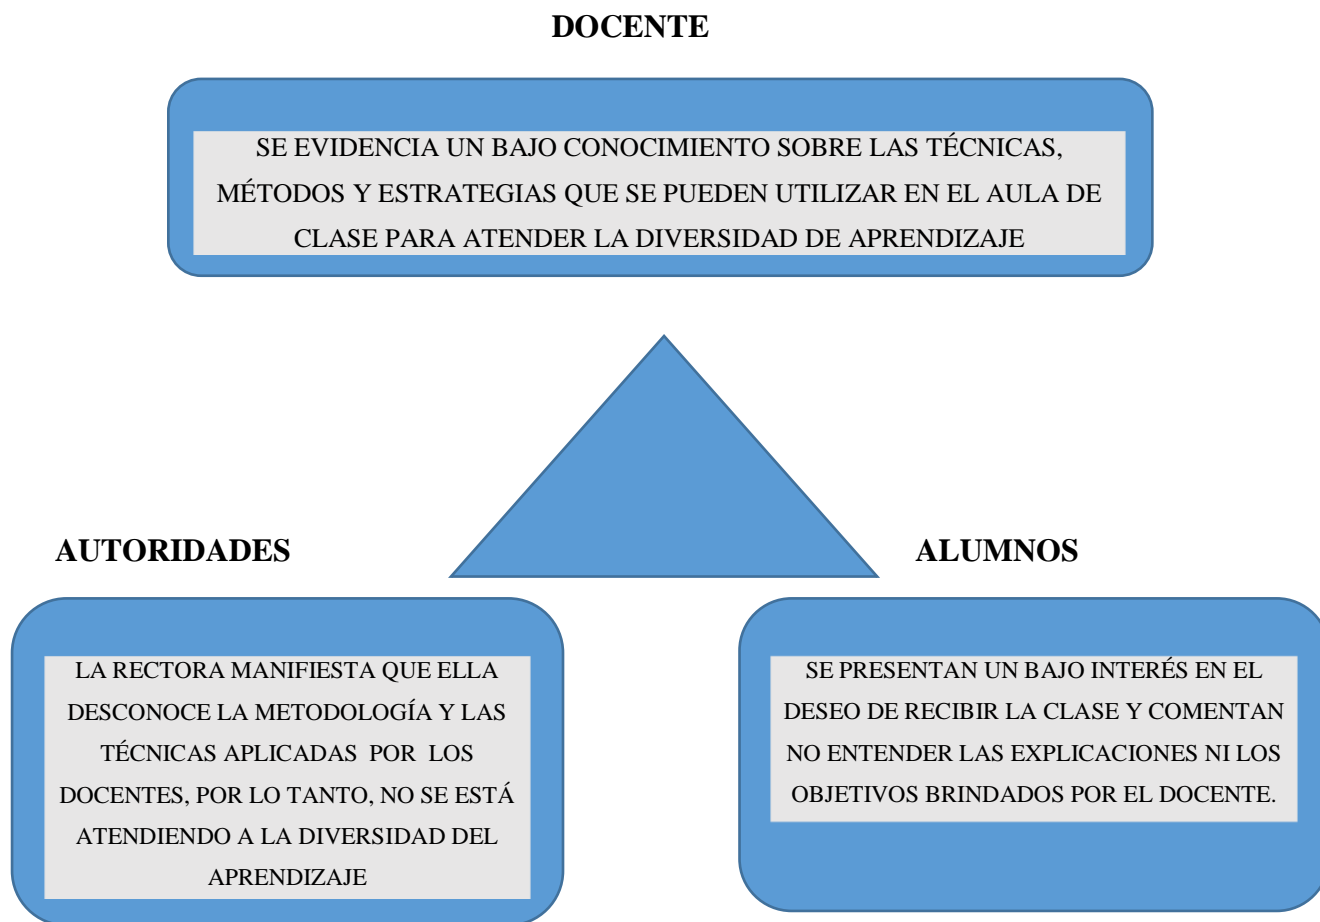 DOCENTE
SE EVIDENCIA UN BAJO CONOCIMIENTO SOBRE LAS TÉCNICAS,
MÉTODOS Y ESTRATEGIAS QUE SE PUEDEN UTILIZAR EN EL AULA DE
CLASE PARA ATENDER LA DIVERSIDAD DE APRENDIZAJE
AUTORIDADES
LA RECTORA MANIFIESTA QUE ELLA
DESCONOCE LA METODOLOGÍA Y LAS
TÉCNICAS APLICADAS POR LOS
DOCENTES, POR LO TANTO, NO SE ESTÁ
ATENDIENDO A LA DIVERSIDAD DEL
APRENDIZAJE
ALUMNOS
SE PRESENTAN UN BAJO INTERÉS EN EL
DESEO DE RECIBIR LA CLASE Y COMENTAN
NO ENTENDER LAS EXPLICACIONES NI LOS
OBJETIVOS BRINDADOS POR EL DOCENTE.